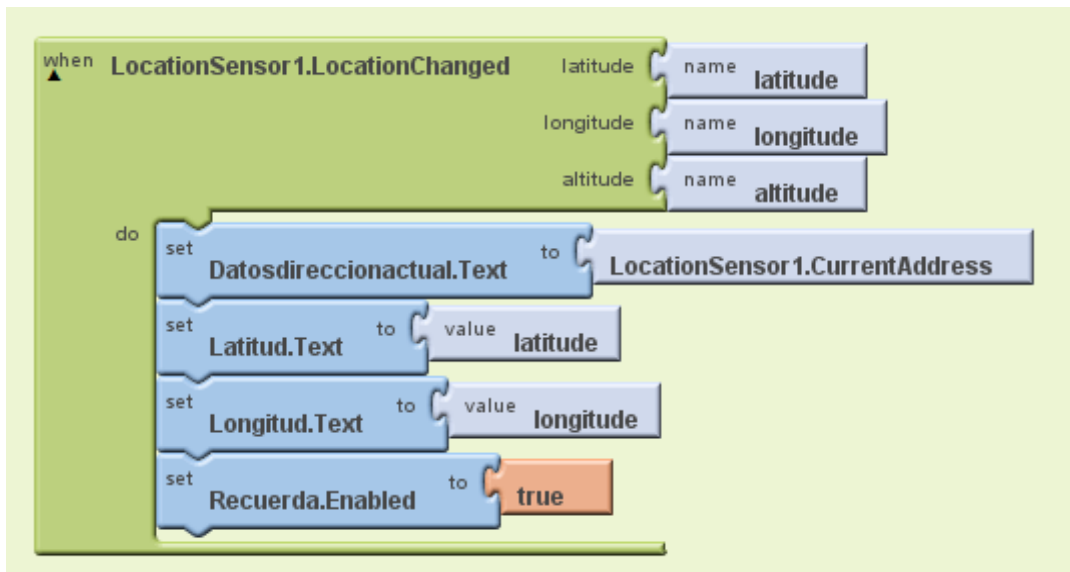 when LocationSensor1.LocationChanged latitude name latitude
longitude name longitude
altitude name altitude
do set Datosdireccionactual.Text to LocationSensor1.CurrentAddress
set Latitud.Text to value latitude
set Longitud.Text to value longitude
set Recuerda.Enabled to true